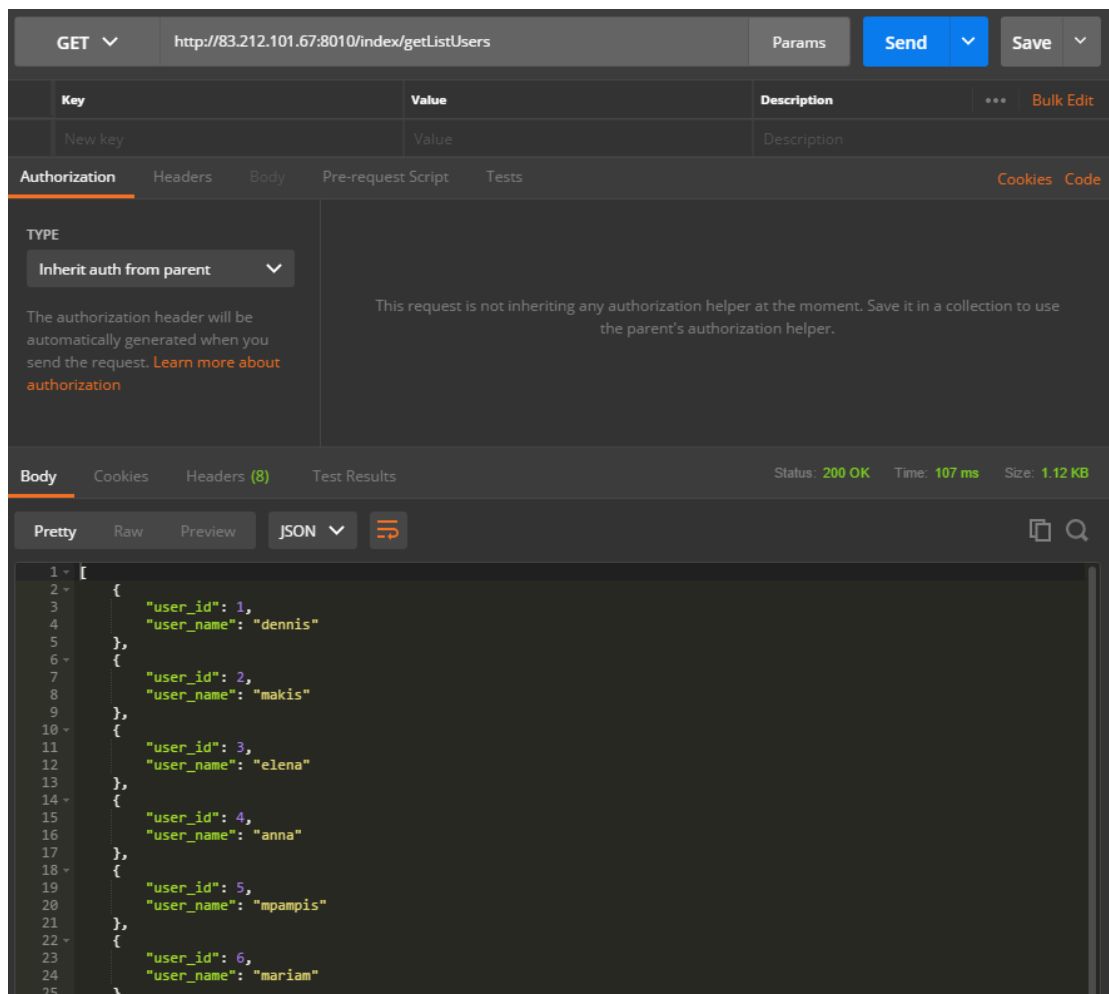 GET http://83.212.101.67:8010/index/getListUsers Params Send Save
Key Value Description ••• Bulk Edit
New key Value Description
Authorization Headers Body Pre-request Script Tests Cookies Code
TYPE
Inherit auth from parent
The authorization header will be
automatically generated when you
send the request. Learn more about
authorization
This request is not inheriting any authorization helper at the moment. Save it in a collection to use
the parent's authorization helper.
Body Cookies Headers (8) Test Results Status: 200 OK Time: 107 ms Size: 1.12 KB
Pretty Raw Preview JSON
1 [
2 {
3 "user_id": 1,
4 "user_name": "dennis"
5 },
6 {
7 "user_id": 2,
8 "user_name": "makis"
9 },
10 {
11 "user_id": 3,
12 "user_name": "elena"
13 },
14 {
15 "user_id": 4,
16 "user_name": "anna"
17 },
18 {
19 "user_id": 5,
20 "user_name": "mpampis"
21 },
22 {
23 "user_id": 6,
24 "user_name": "mariam"
25 }